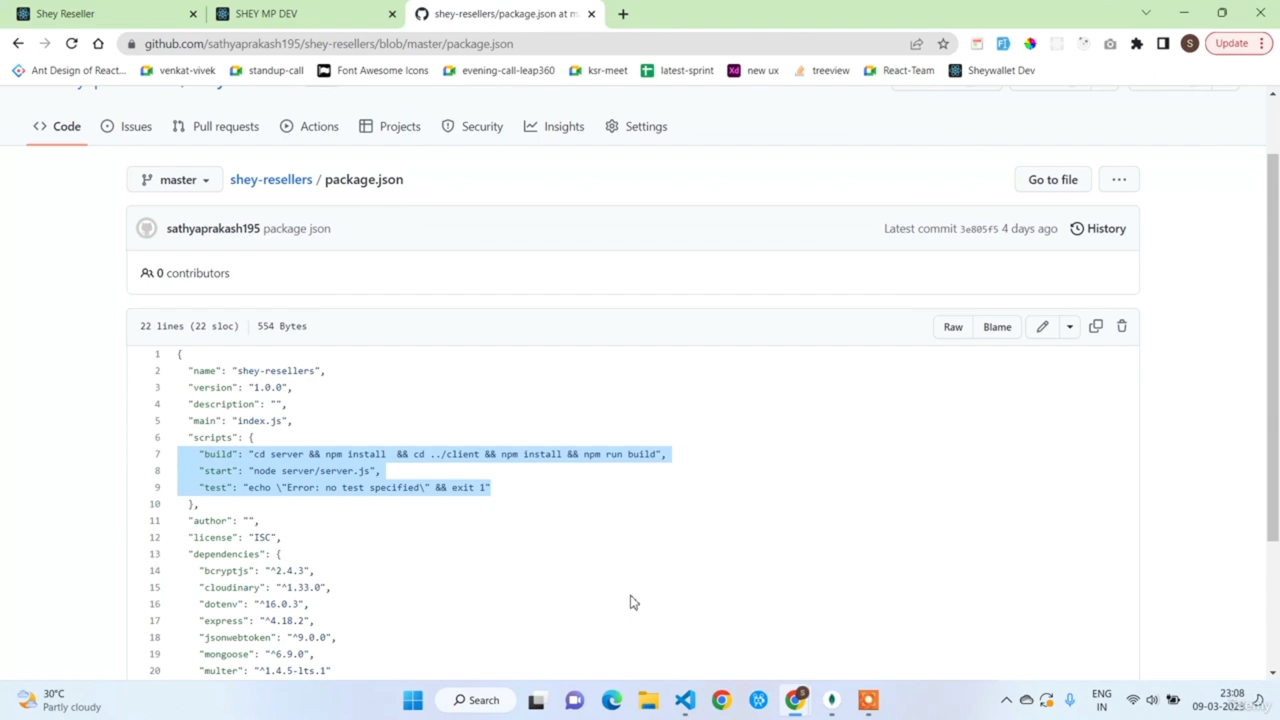 Shey Reseller
SHEY MP DEV
shey-resellers/package.json at m
github.com/sathyaprakash195/shey-resellers/blob/master/package.json
S
Update
Ant Design of React...
venkat-vivek
standup-call
Font Awesome Icons
evening-call-leap360
ksr-meet
latest-sprint
new ux
treeview
React-Team
Sheywallet Dev
Code
Issues
Pull requests
Actions
Projects
Security
Insights
Settings
master
shey-resellers / package.json
Go to file
...
sathyaprakash195 package json
Latest commit 3e805f5 4 days ago
History
0 contributors
22 lines (22 sloc)
554 Bytes
Raw
Blame
1 {
2 "name": "shey-resellers",
3 "version": "1.0.0",
4 "description": "",
5 "main": "index.js",
6 "scripts": {
7 "build": "cd server && npm install  && cd ../client && npm install && npm run build",
8 "start": "node server/server.js",
9 "test": "echo \"Error: no test specified\" && exit 1"
10 },
11 "author": "",
12 "license": "ISC",
13 "dependencies": {
14 "bcryptjs": "^2.4.3",
15 "cloudinary": "^1.33.0",
16 "dotenv": "^16.0.3",
17 "express": "^4.18.2",
18 "jsonwebtoken": "^9.0.0",
19 "mongoose": "^6.9.0",
20 "multer": "^1.4.5-lts.1"
30°C
Partly cloudy
Search
ENG
IN
23:08
09-03-2023